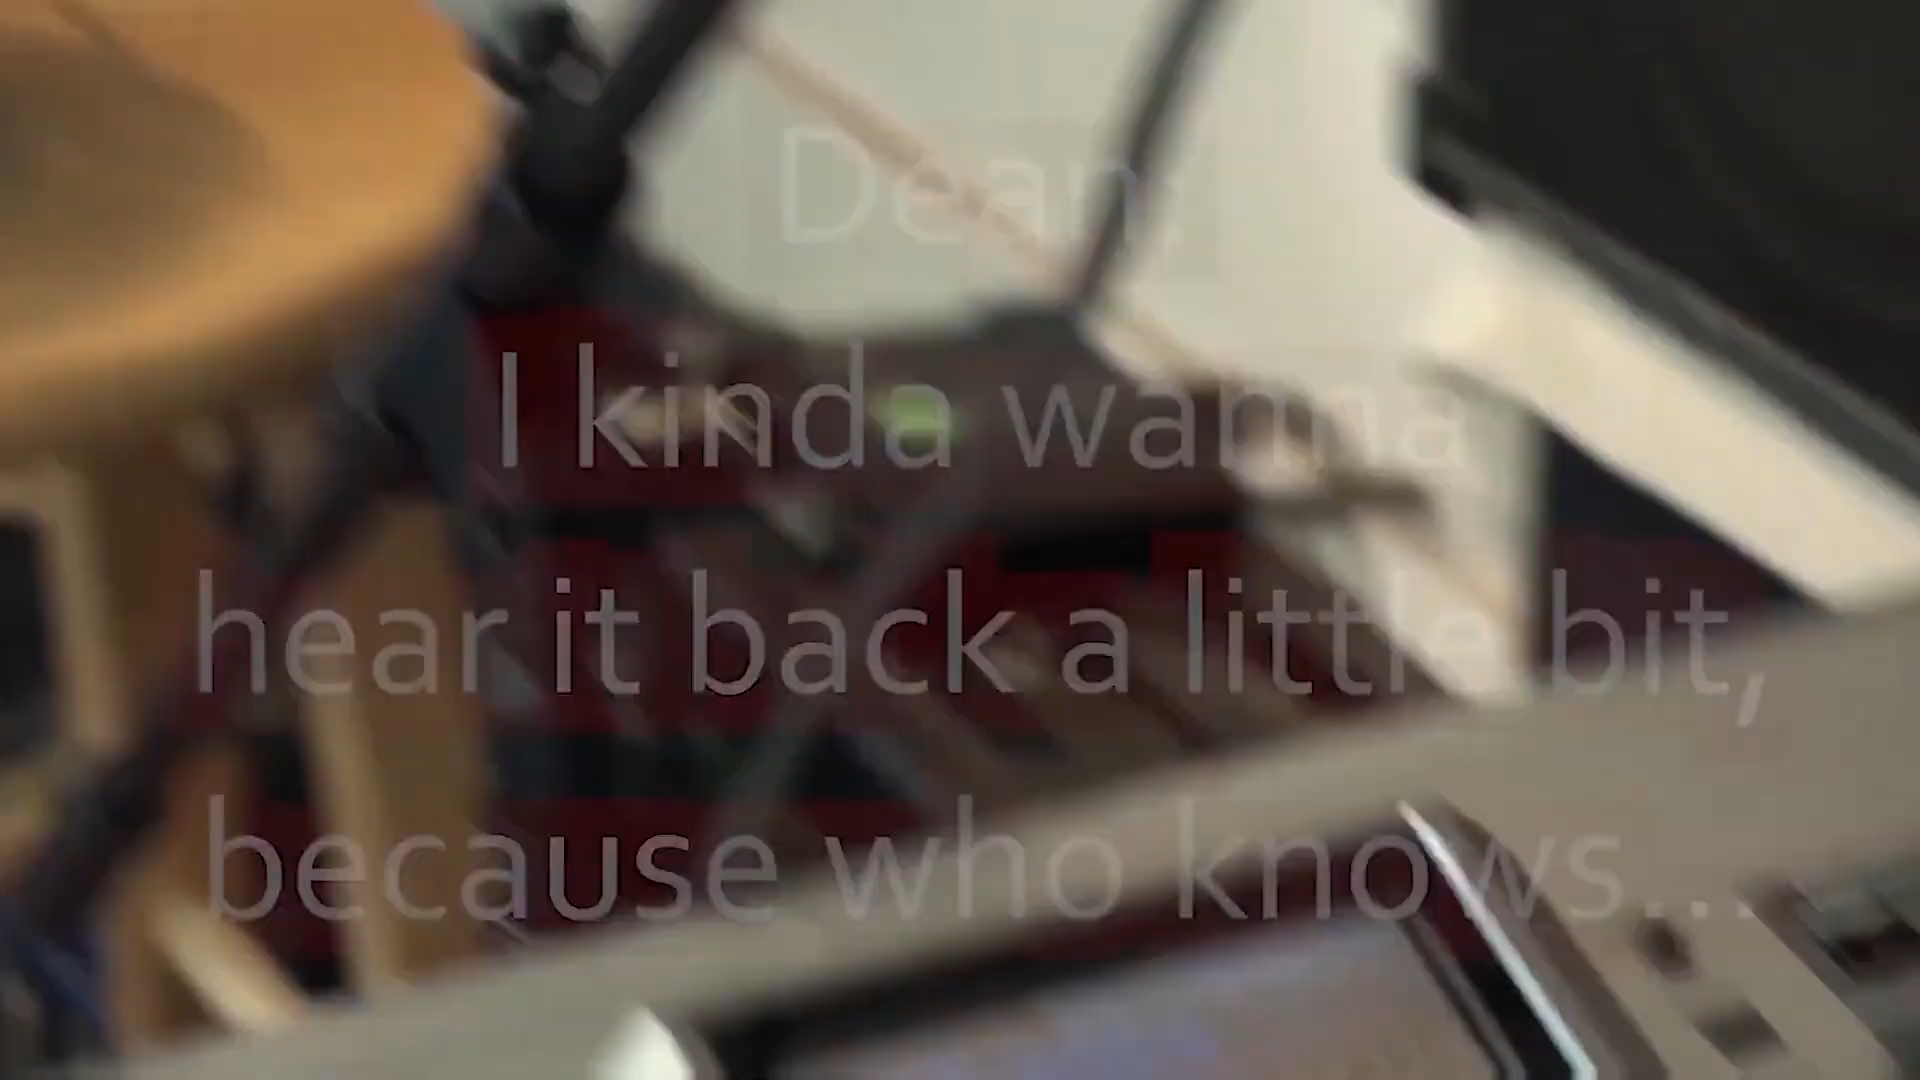 Dean:
I kinda wanna
hear it back a little bit,
because who knows...